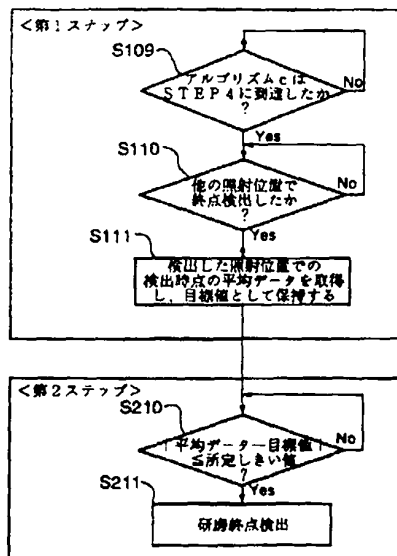 <第1ステップ>
S109
アルゴリズムcは
STEP4に到達したか
?
No
Yes
S110
他の照射位置で
終点検出したか
?
No
Yes
S111
検出した照射位置での
検出時点の平均データを取得
し、目標値として保持する
<第2ステップ>
S210
|平均データ－目標値|
≦所定しきい値
?
No
Yes
S211
研磨終点検出